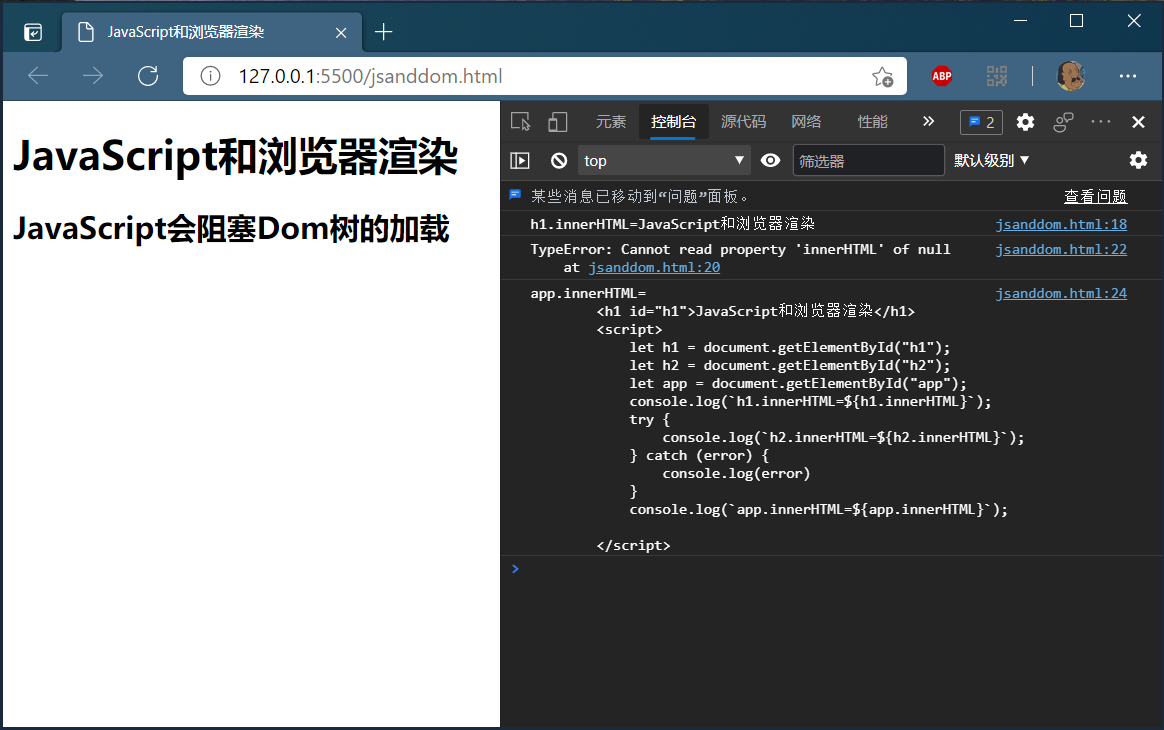 JavaScript和浏览器渲染
127.0.0.1:5500/jsanddom.html
ABP
JavaScript和浏览器渲染
JavaScript会阻塞Dom树的加载
元素 控制台 源代码 网络 性能 » 2
top ▼ 筛选器 默认级别 ▼
某些消息已移动到“问题”面板。 查看问题
h1.innerHTML=JavaScript和浏览器渲染 jsanddom.html:18
TypeError: Cannot read property 'innerHTML' of null jsanddom.html:22
at jsanddom.html:20
app.innerHTML= jsanddom.html:24
<h1 id="h1">JavaScript和浏览器渲染</h1>
<script>
let h1 = document.getElementById("h1");
let h2 = document.getElementById("h2");
let app = document.getElementById("app");
console.log(`h1.innerHTML=${h1.innerHTML}`);
try {
console.log(`h2.innerHTML=${h2.innerHTML}`);
} catch (error) {
console.log(error)
}
console.log(`app.innerHTML=${app.innerHTML}`);
</script>